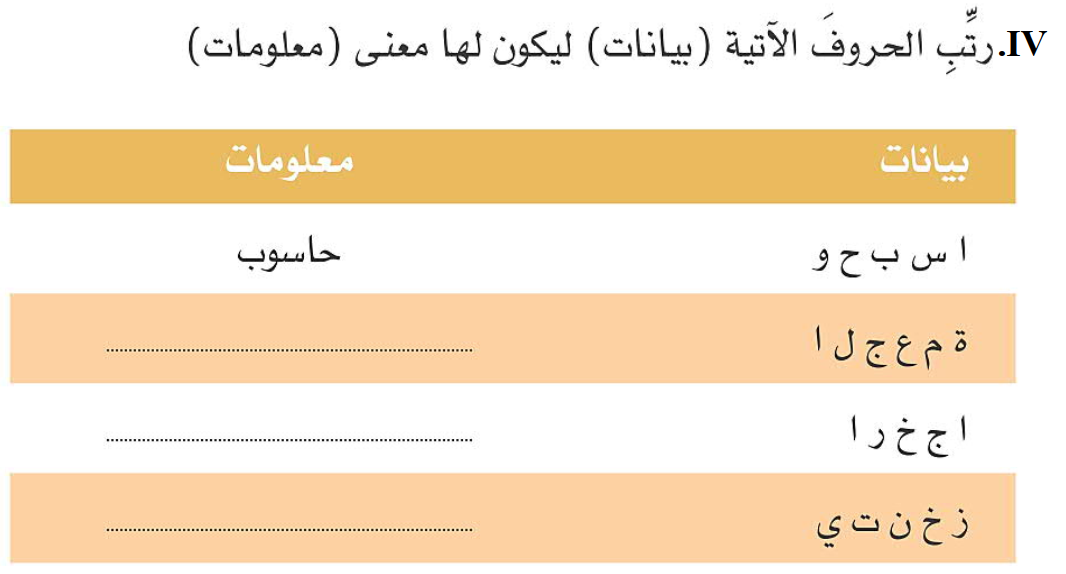 IV.رتِّبِ الحروفَ الآتية (بيانات) ليكون لها معنى (معلومات)
بيانات معلومات
ا س ب ح و حاسوب
ة م ع ج ل ا ........................
ا ج خ ر ا ........................
ز خ ن ت ي ........................